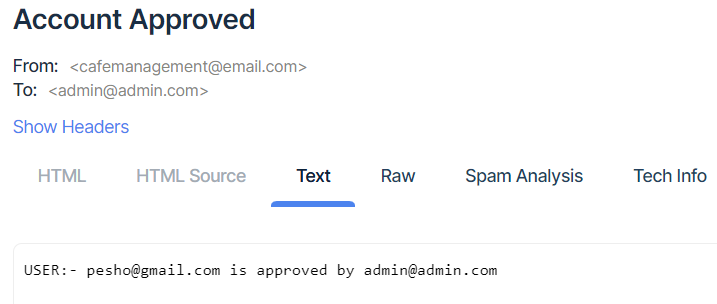 Account Approved
From: <cafemanagement@email.com>
To: <admin@admin.com>
Show Headers
HTML HTML Source Text Raw Spam Analysis Tech Info
USER:- pesho@gmail.com is approved by admin@admin.com